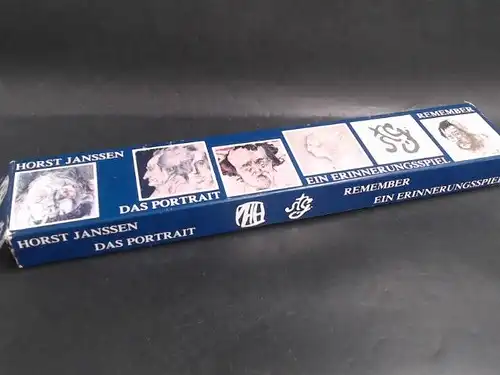 HORST JANSSEN
DAS PORTRAIT
EIN ERINNERUNGSSPIEL
REMEMBER
HORST JANSSEN
DAS PORTRAIT
REMEMBER
EIN ERINNERUNGSSPIEL